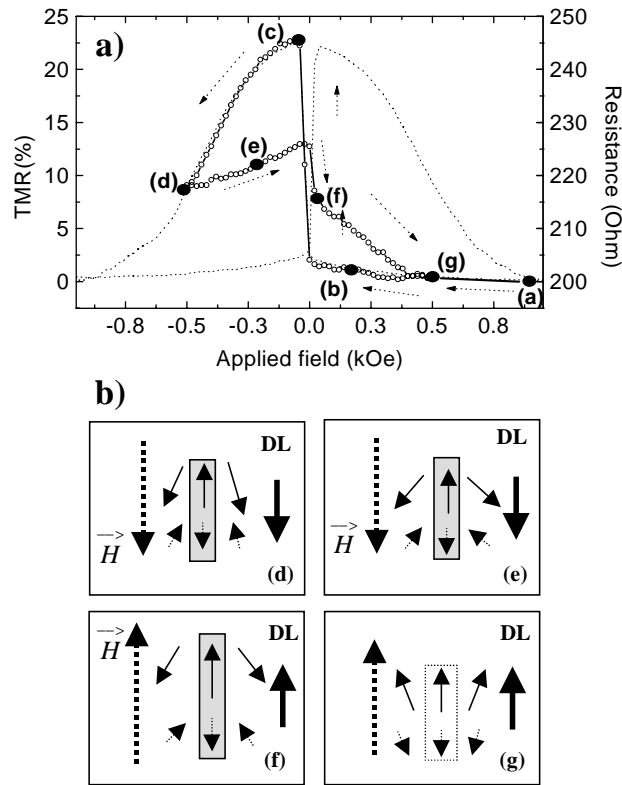 a)
TMR(%)
25
20
15
10
5
0
(c)
(e)
(d)
(f)
(b)
(g)
(a)
250
240
230
220
210
200
Resistance (Ohm)
-0.8 -0.5 -0.3 0.0 0.3 0.5 0.8
Applied field (kOe)
b)
DL
H
(d)
DL
H
(e)
H
DL
(f)
DL
(g)